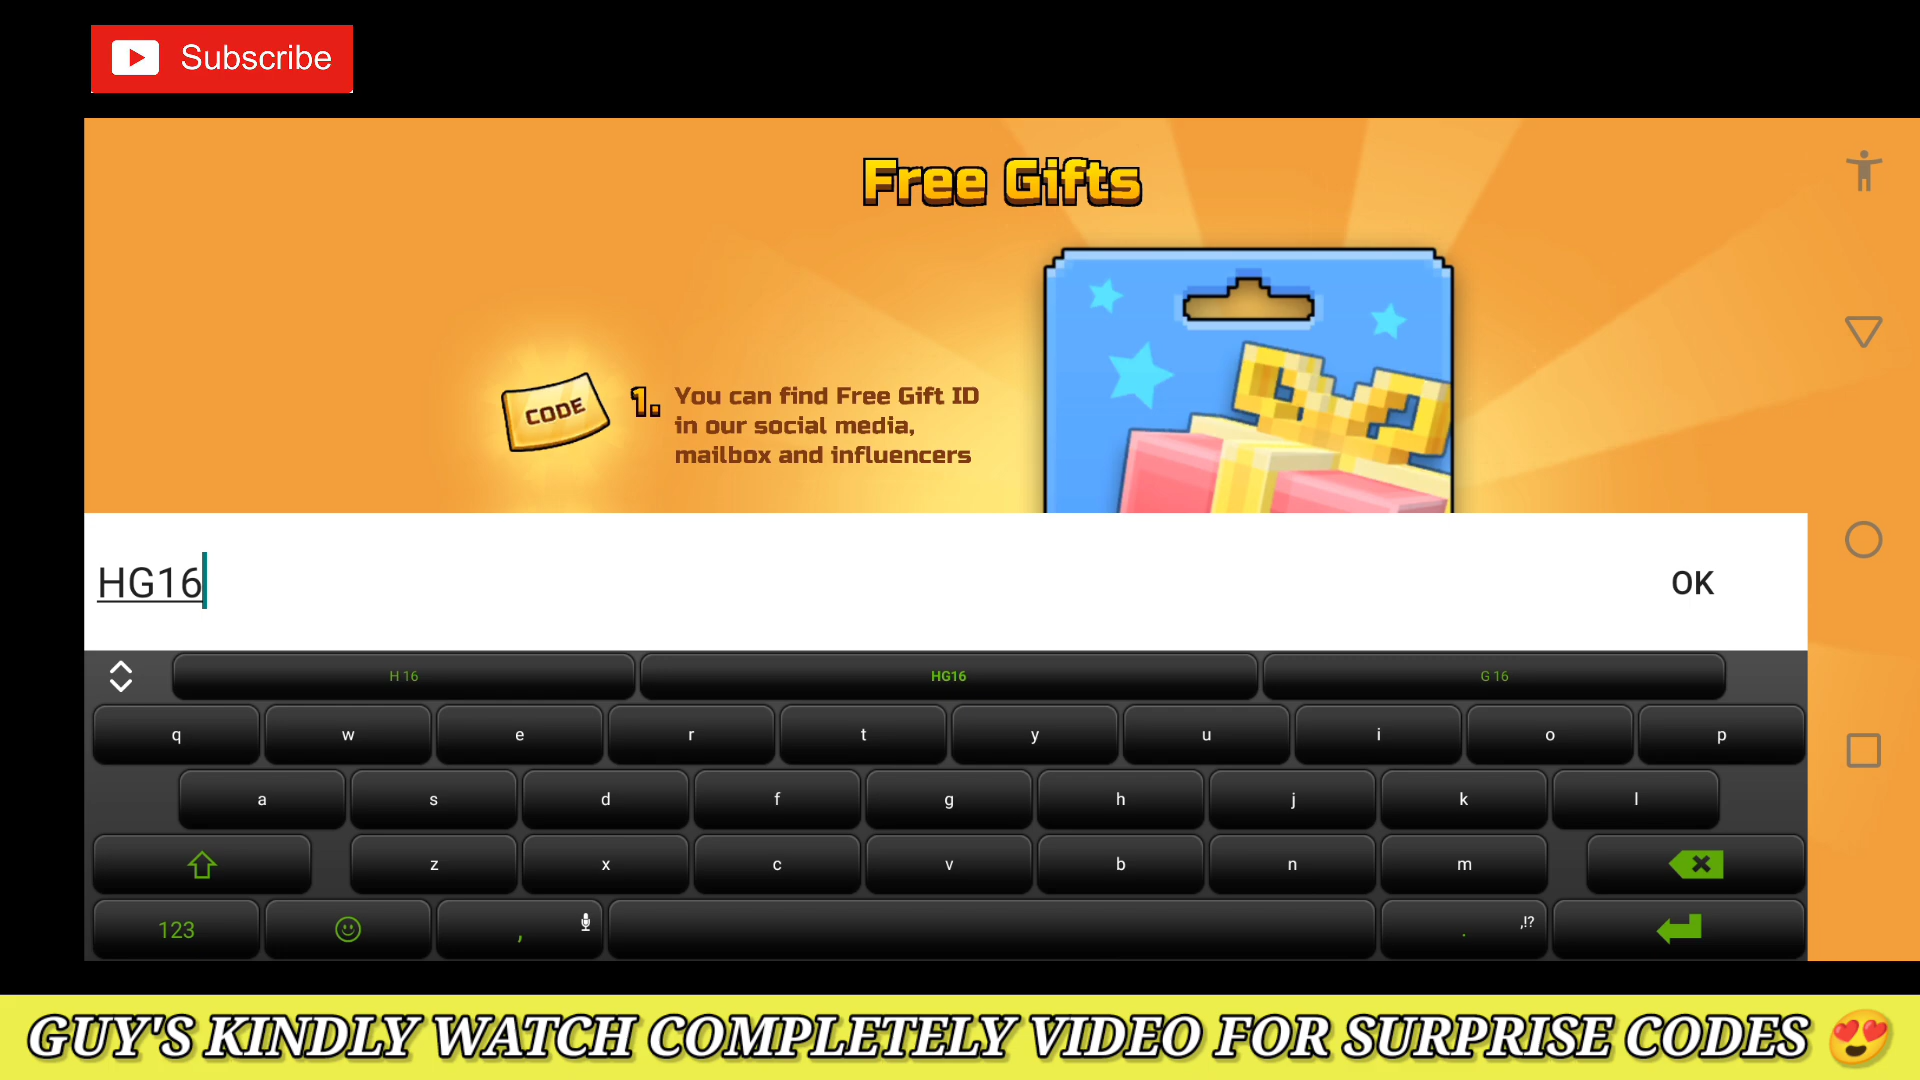 Subscribe
Free Gifts
CODE
1. You can find Free Gift ID
in our social media,
mailbox and influencers
HG16
OK
H 16 HG16 G 16
q w e r t y u i o p
a s d f g h j k l
z x c v b n m
123 , . ,!?
GUY'S KINDLY WATCH COMPLETELY VIDEO FOR SURPRISE CODES 😍